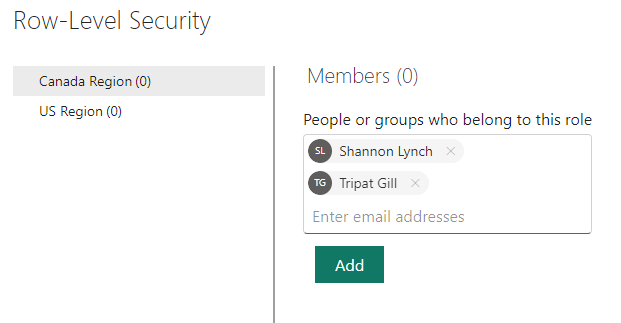 Row-Level Security
Canada Region (0)
US Region (0)
Members (0)
People or groups who belong to this role
SL Shannon Lynch ×
TG Tripat Gill ×
Enter email addresses
Add